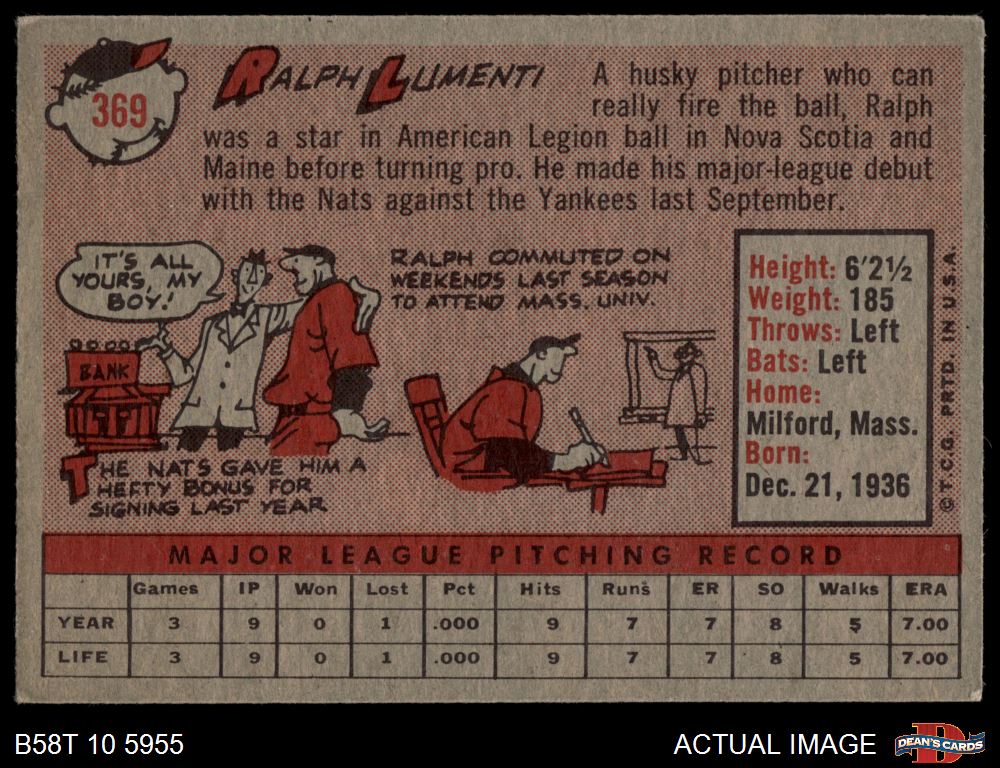 369
RALPH LUMENTI
A husky pitcher who can
really fire the ball, Ralph
was a star in American Legion ball in Nova Scotia and
Maine before turning pro. He made his major-league debut
with the Nats against the Yankees last September.
IT'S ALL
YOURS, MY
BOY!
BANK
THE NATS GAVE HIM A
HEFTY BONUS FOR
SIGNING LAST YEAR
RALPH COMMUTED ON
WEEKENDS LAST SEASON
TO ATTEND MASS. UNIV.
Height: 6'2½
Weight: 185
Throws: Left
Bats: Left
Home:
Milford, Mass.
Born:
Dec. 21, 1936
© T.C.G. PRTD. IN U.S.A.
MAJOR LEAGUE PITCHING RECORD
Games IP Won Lost Pct Hits Runs ER SO Walks ERA
YEAR 3 9 0 1 .000 9 7 7 8 5 7.00
LIFE 3 9 0 1 .000 9 7 7 8 5 7.00
B58T 10 5955
ACTUAL IMAGE
D
DEAN'S CARDS